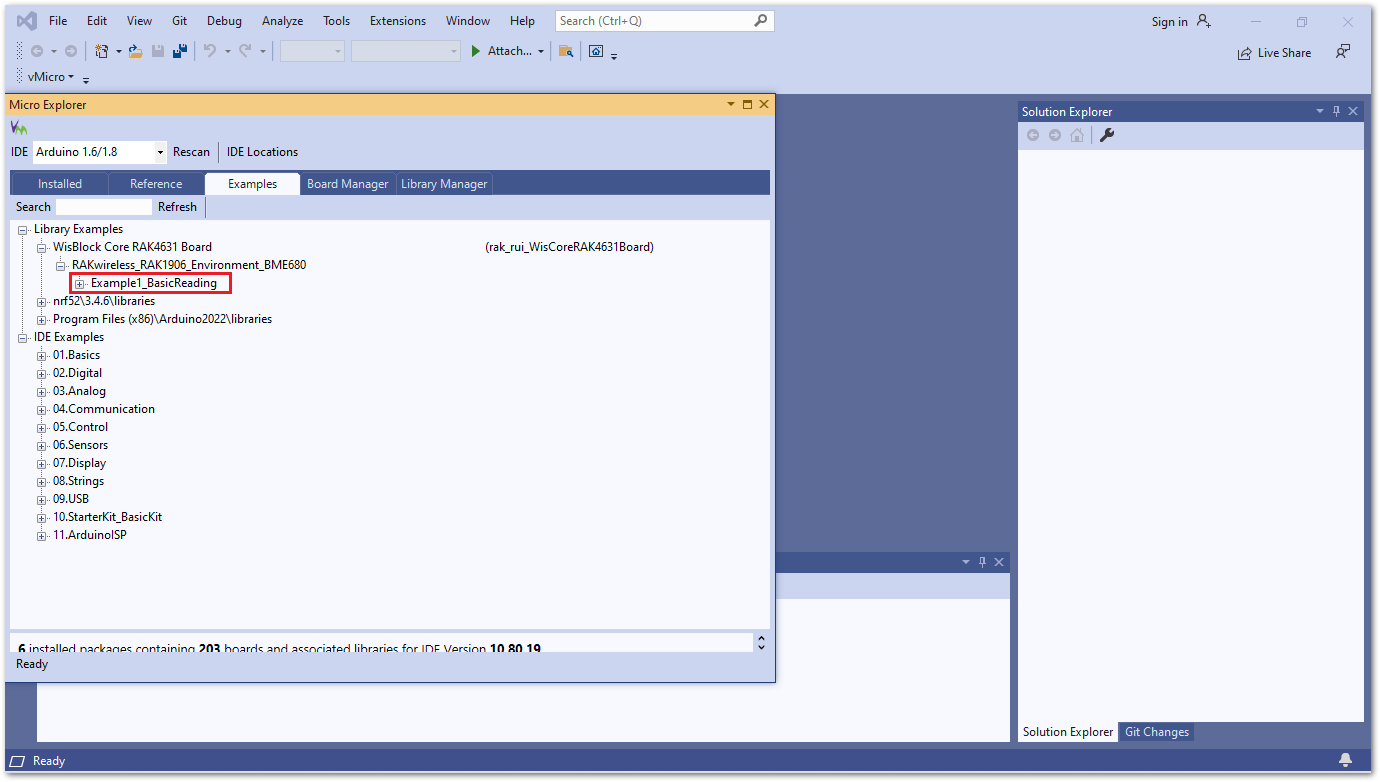 File Edit View Git Debug Analyze Tools Extensions Window Help Search (Ctrl+Q) Sign in
Attach... Live Share
vMicro
Micro Explorer
Solution Explorer
IDE Arduino 1.6/1.8 Rescan IDE Locations
Installed Reference Examples Board Manager Library Manager
Search Refresh
Library Examples
WisBlock Core RAK4631 Board (rak_rui_WisCoreRAK4631Board)
RAKwireless_RAK1906_Environment_BME680
Example1_BasicReading
nrf52\3.4.6\libraries
Program Files (x86)\Arduino2022\libraries
IDE Examples
01.Basics
02.Digital
03.Analog
04.Communication
05.Control
06.Sensors
07.Display
08.Strings
09.USB
10.StarterKit_BasicKit
11.ArduinoISP
6 installed packages containing 203 boards and associated libraries for IDE Version 10.80.19
Ready
Solution Explorer Git Changes
Ready